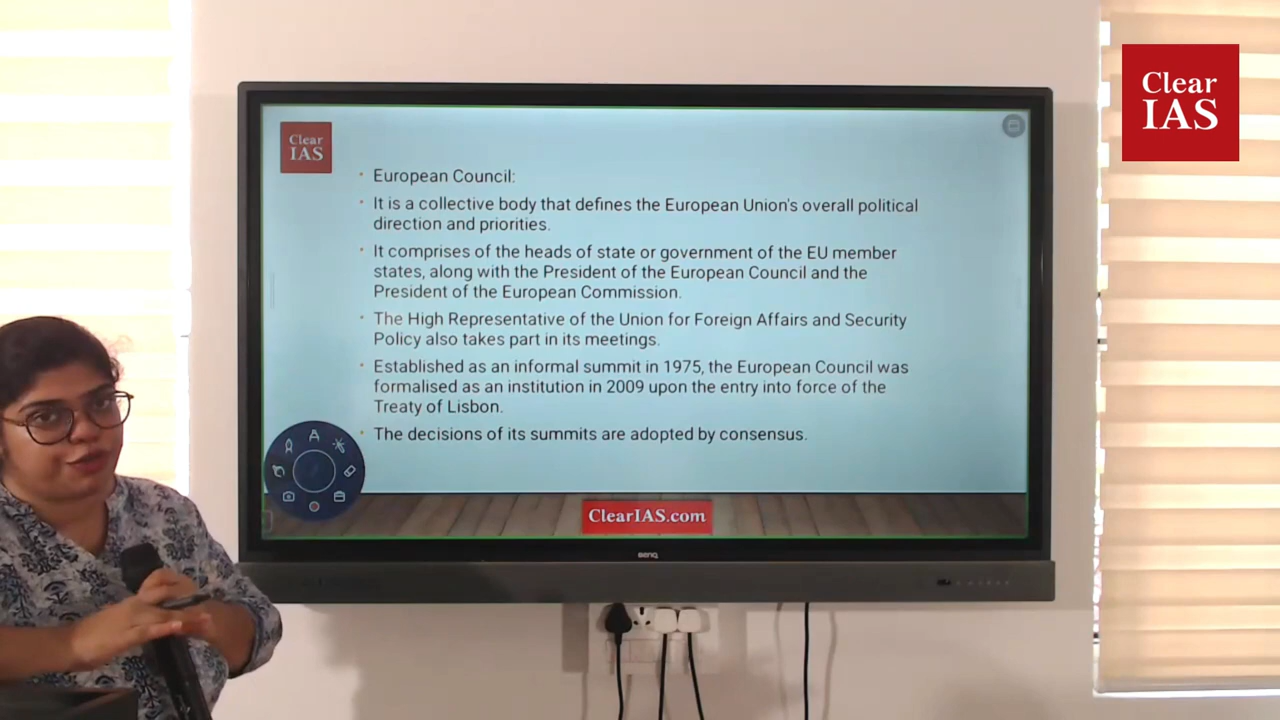 Clear
IAS
Clear
IAS
European Council:
It is a collective body that defines the European Union's overall political
direction and priorities.
It comprises of the heads of state or government of the EU member
states, along with the President of the European Council and the
President of the European Commission.
The High Representative of the Union for Foreign Affairs and Security
Policy also takes part in its meetings.
Established as an informal summit in 1975, the European Council was
formalised as an institution in 2009 upon the entry into force of the
Treaty of Lisbon.
The decisions of its summits are adopted by consensus.
ClearIAS.com
BenQ